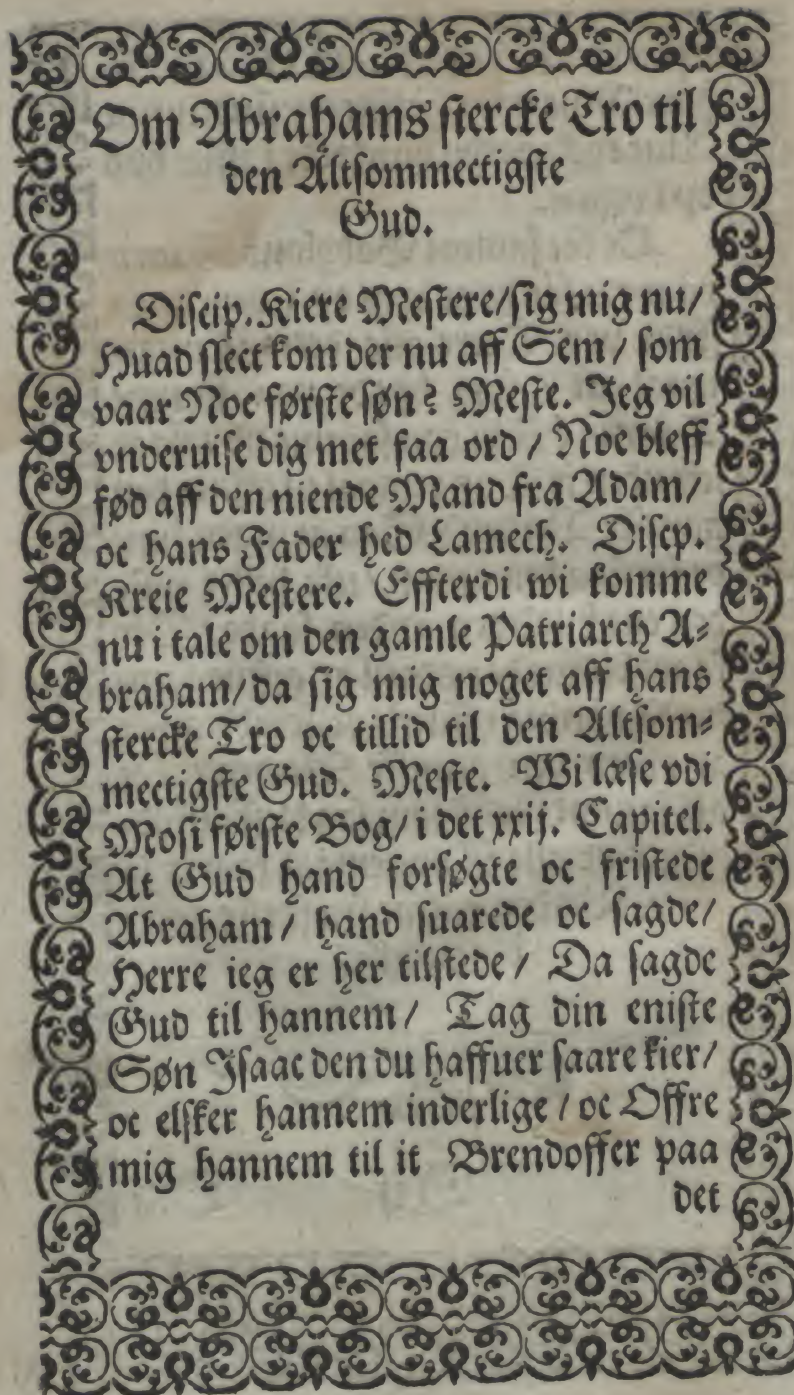 Om Abrahams stercke Tro til
den Altsommectigste
Gud.
Discip. Kiere Mestere/sig mig nu/
Huad slect kom der nu aff Sem / som
vaar Noe første søn? Meste. Jeg vil
vnderuise dig met faa ord / Noe bleff
fød aff den niende Mand fra Adam/
oc hans Fader hed Lamech. Discp.
Kreie Mestere. Effterdi wi komme
nu i tale om den gamle Patriarch A⸗
braham/da sig mig noget aff hans
stercke Tro oc tillid til den Altsom⸗
mectigste Gud. Meste. Wi læse vdi
Mosi første Bog/ i det xxij. Capitel.
At Gud hand forsøgte oc fristede
Abraham / hand suarede oc sagde/
Herre ieg er her tilstede / Da sagde
Gud til hannem/ Tag din eniste
Søn Isaac den du haffuer saare kier/
oc elsker hannem inderlige / oc Offre
mig hannem til it Brendoffer paa
det